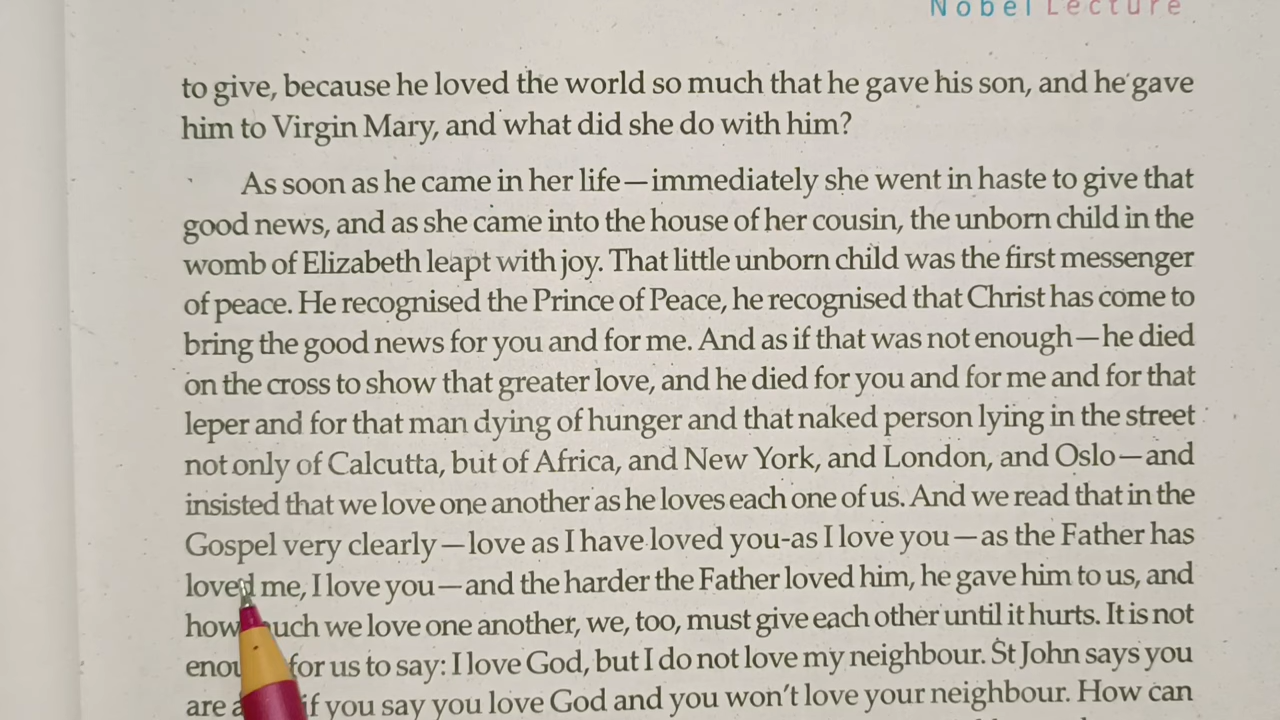 Nobel Lecture
to give, because he loved the world so much that he gave his son, and he gave
him to Virgin Mary, and what did she do with him?
As soon as he came in her life—immediately she went in haste to give that
good news, and as she came into the house of her cousin, the unborn child in the
womb of Elizabeth leapt with joy. That little unborn child was the first messenger
of peace. He recognised the Prince of Peace, he recognised that Christ has come to
bring the good news for you and for me. And as if that was not enough—he died
on the cross to show that greater love, and he died for you and for me and for that
leper and for that man dying of hunger and that naked person lying in the street
not only of Calcutta, but of Africa, and New York, and London, and Oslo—and
insisted that we love one another as he loves each one of us. And we read that in the
Gospel very clearly—love as I have loved you-as I love you—as the Father has
loved me, I love you—and the harder the Father loved him, he gave him to us, and
how we love one another, we, too, must give each other until it hurts. It is not
for us to say: I love God, but I do not love my neighbour. St John says you
are if you say you love God and you won't love your neighbour. How can